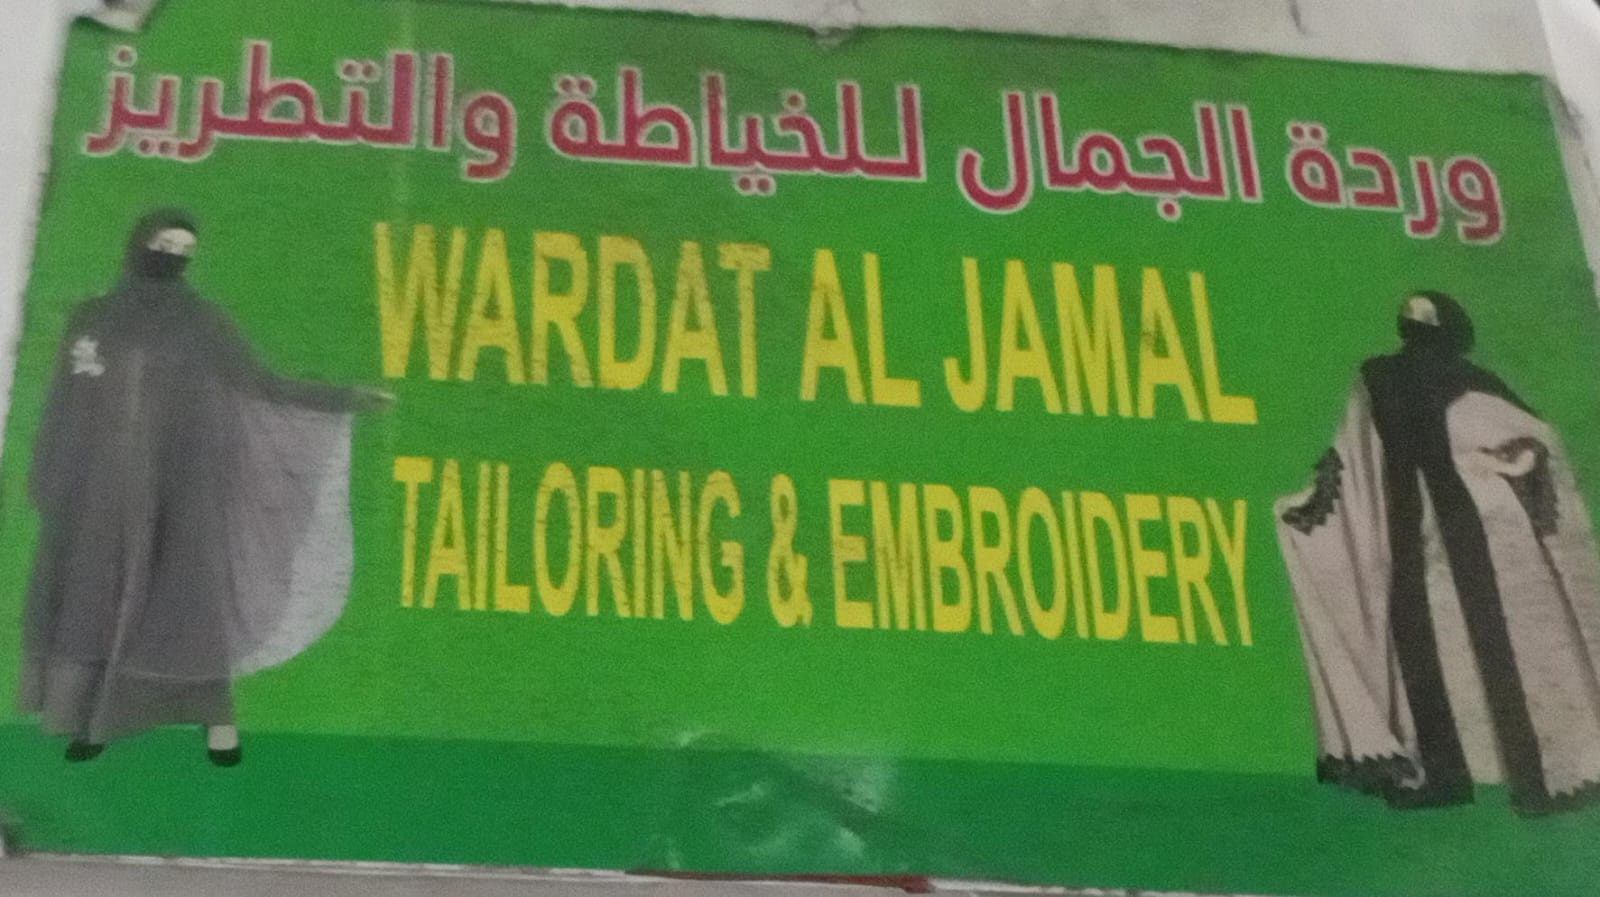 وردة الجمال للخياطة والتطريز
WARDAT AL JAMAL
TAILORING & EMBROIDERY